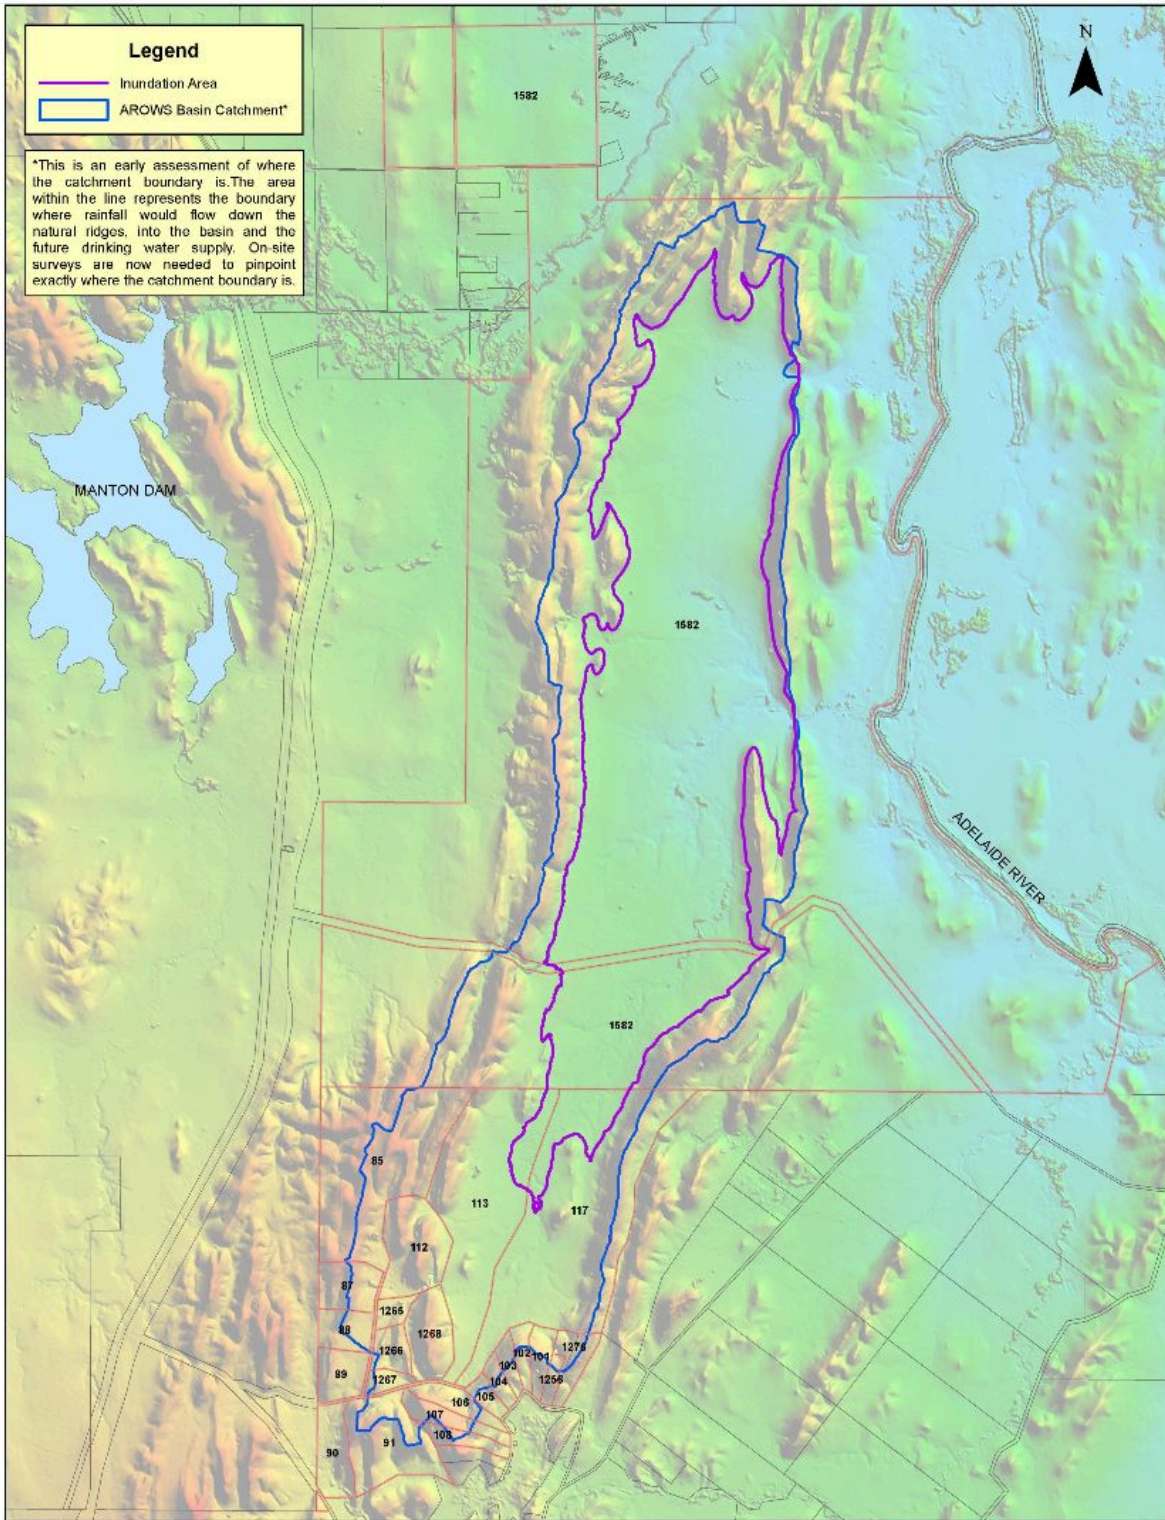 Legend
Inundation Area
AROWS Basin Catchment*
*This is an early assessment of where
the catchment boundary is.The area
within the line represents the boundary
where rainfall would flow down the
natural ridges, into the basin and the
future drinking water supply. On-site
surveys are now needed to pinpoint
exactly where the catchment boundary is.
N
1582
MANTON DAM
1582
ADELAIDE RIVER
1582
85
113
117
112
87
1265
88
1266
1268
102
101
1276
103
89
1267
104
1256
105
106
107
108
91
90